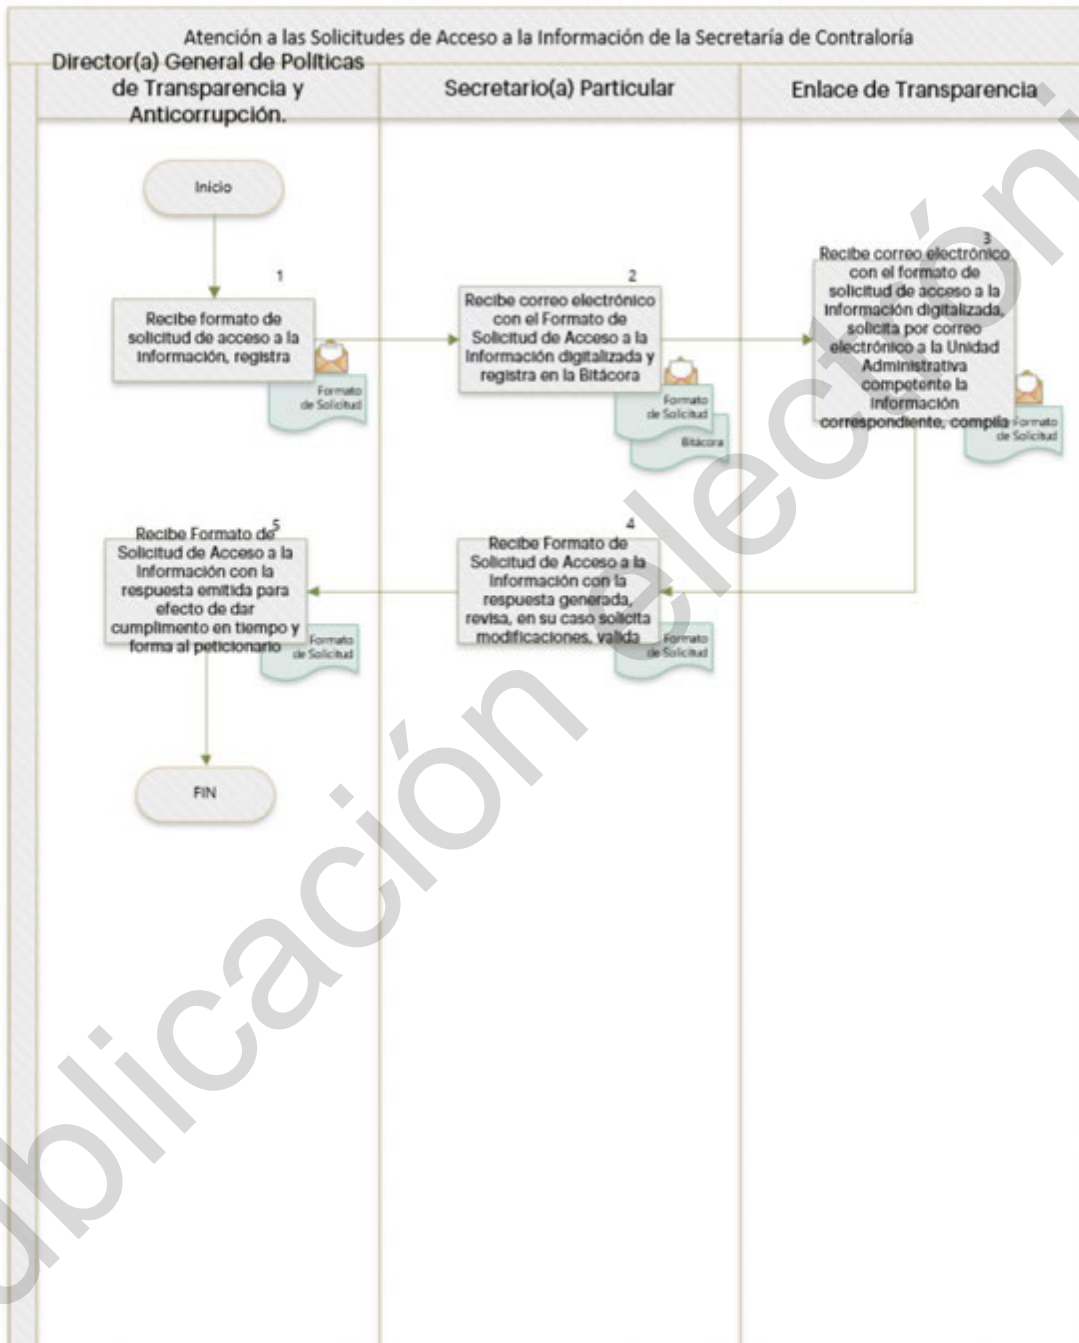 Atención a las Solicitudes de Acceso a la Información de la Secretaría de Contraloría
Director(a) General de Políticas
de Transparencia y
Anticorrupción.
Secretario(a) Particular
Enlace de Transparencia
Inicio
1
Recibe formato de
solicitud de acceso a la
Información, registra
Formato
de Solicitud
2
Recibe correo electrónico
con el Formato de
Solicitud de Acceso a la
Información digitalizada y
registra en la Bitácora
Formato
de Solicitud
Bitácora
3
Recibe correo electrónico
con el formato de
solicitud de acceso a la
Información digitalizada,
solicita por correo
electrónico a la Unidad
Administrativa
competente la
Información
correspondiente, compila
Formato
de Solicitud
4
Recibe Formato de
Solicitud de Acceso a la
Información con la
respuesta generada,
revisa, en su caso solicita
modificaciones, valida
Formato
de Solicitud
5
Recibe Formato de
Solicitud de Acceso a la
Información con la
respuesta emitida para
efecto de dar
cumplimento en tiempo y
forma al peticionario
Formato
de Solicitud
FIN
ublicación electróni